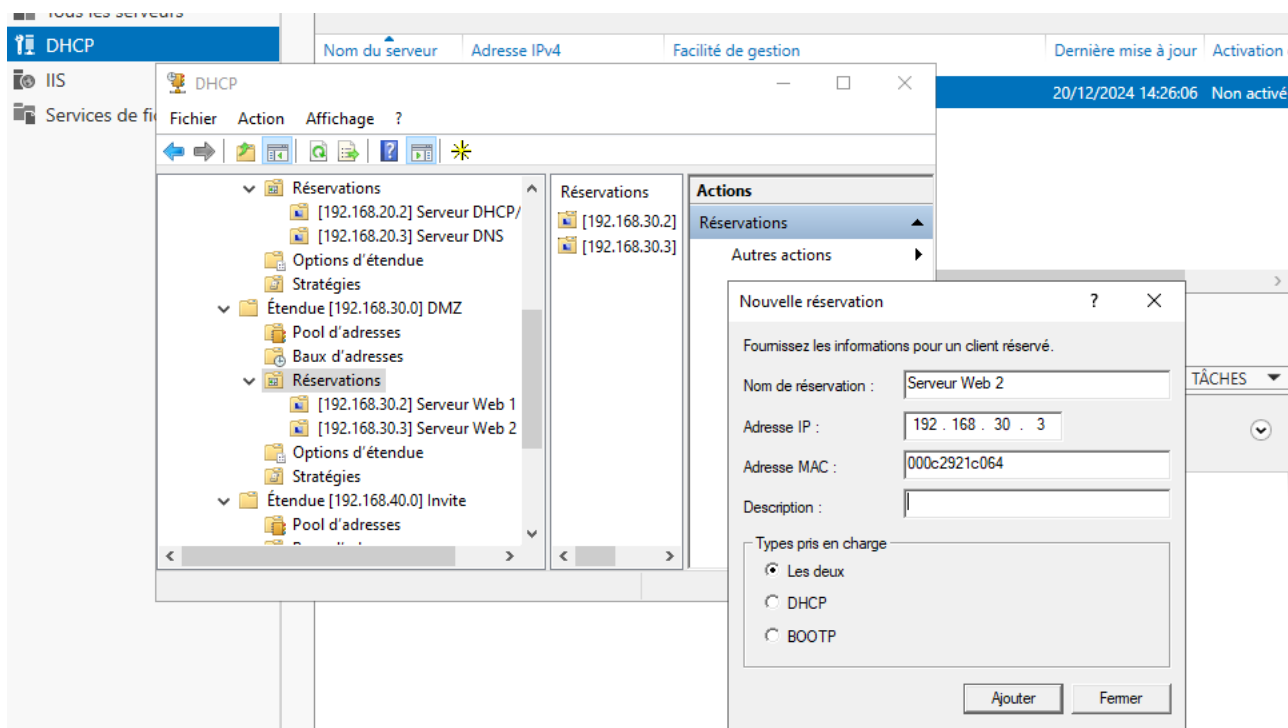 Tous les serveurs
DHCP
IIS
Services de fi
Nom du serveur Adresse IPv4 Facilité de gestion Dernière mise à jour Activation
20/12/2024 14:26:06 Non activé
DHCP
Fichier Action Affichage ?
Réservations
[192.168.20.2] Serveur DHCP/
[192.168.20.3] Serveur DNS
Options d'étendue
Stratégies
Étendue [192.168.30.0] DMZ
Pool d'adresses
Baux d'adresses
Réservations
[192.168.30.2] Serveur Web 1
[192.168.30.3] Serveur Web 2
Options d'étendue
Stratégies
Étendue [192.168.40.0] Invite
Pool d'adresses
Réservations
[192.168.30.2]
[192.168.30.3]
Actions
Réservations
Autres actions
Nouvelle réservation ?
Fournissez les informations pour un client réservé.
Nom de réservation : Serveur Web 2
Adresse IP : 192 . 168 . 30 . 3
Adresse MAC : 000c2921c064
Description :
Types pris en charge
Les deux
DHCP
BOOTP
Ajouter Fermer
TÂCHES